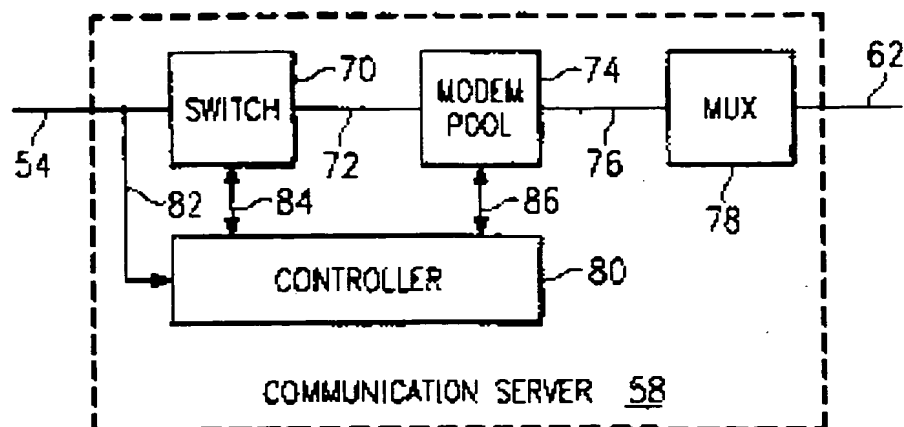 70
74
62
SWITCH
MODEM
POOL
MUX
54
72
76
82
84
86
78
CONTROLLER
80
COMMUNICATION SERVER 58